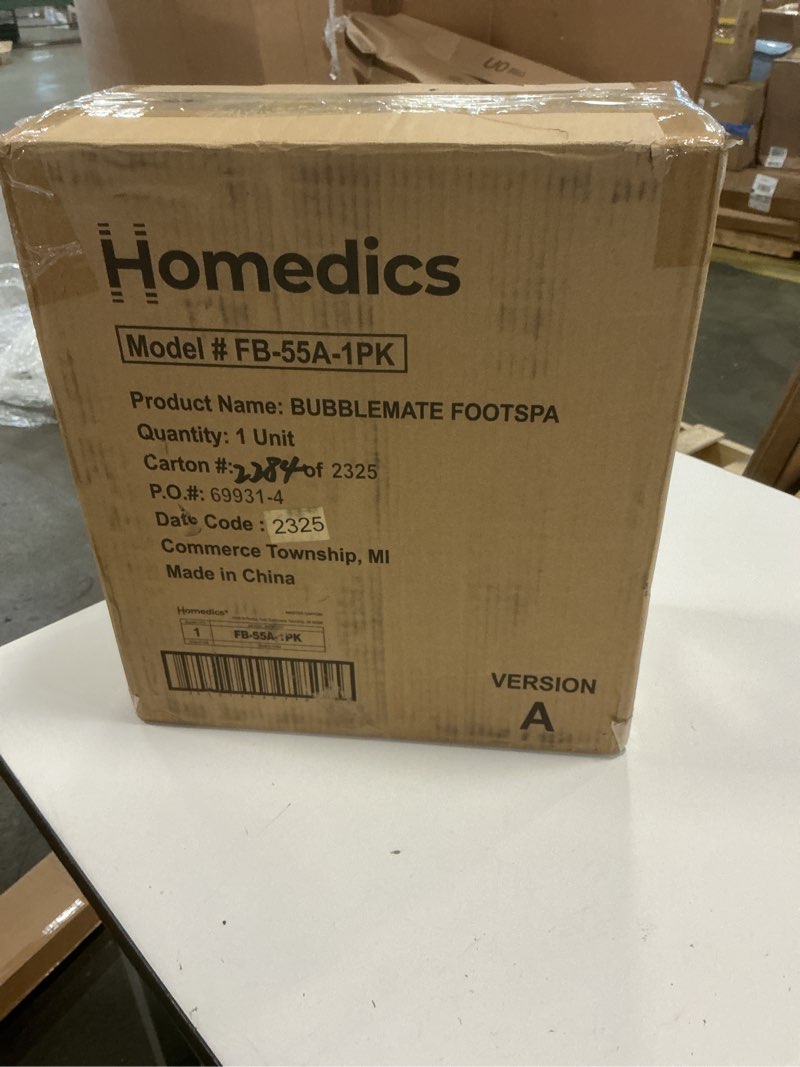 Homedics
Model # FB-55A-1PK
Product Name: BUBBLEMATE FOOTSPA
Quantity: 1 Unit
Carton #: 2284 of 2325
P.O.#: 69931-4
Date Code : 2325
Commerce Township, MI
Made in China
Homedics
1 FB-55A-1PK
VERSION
A